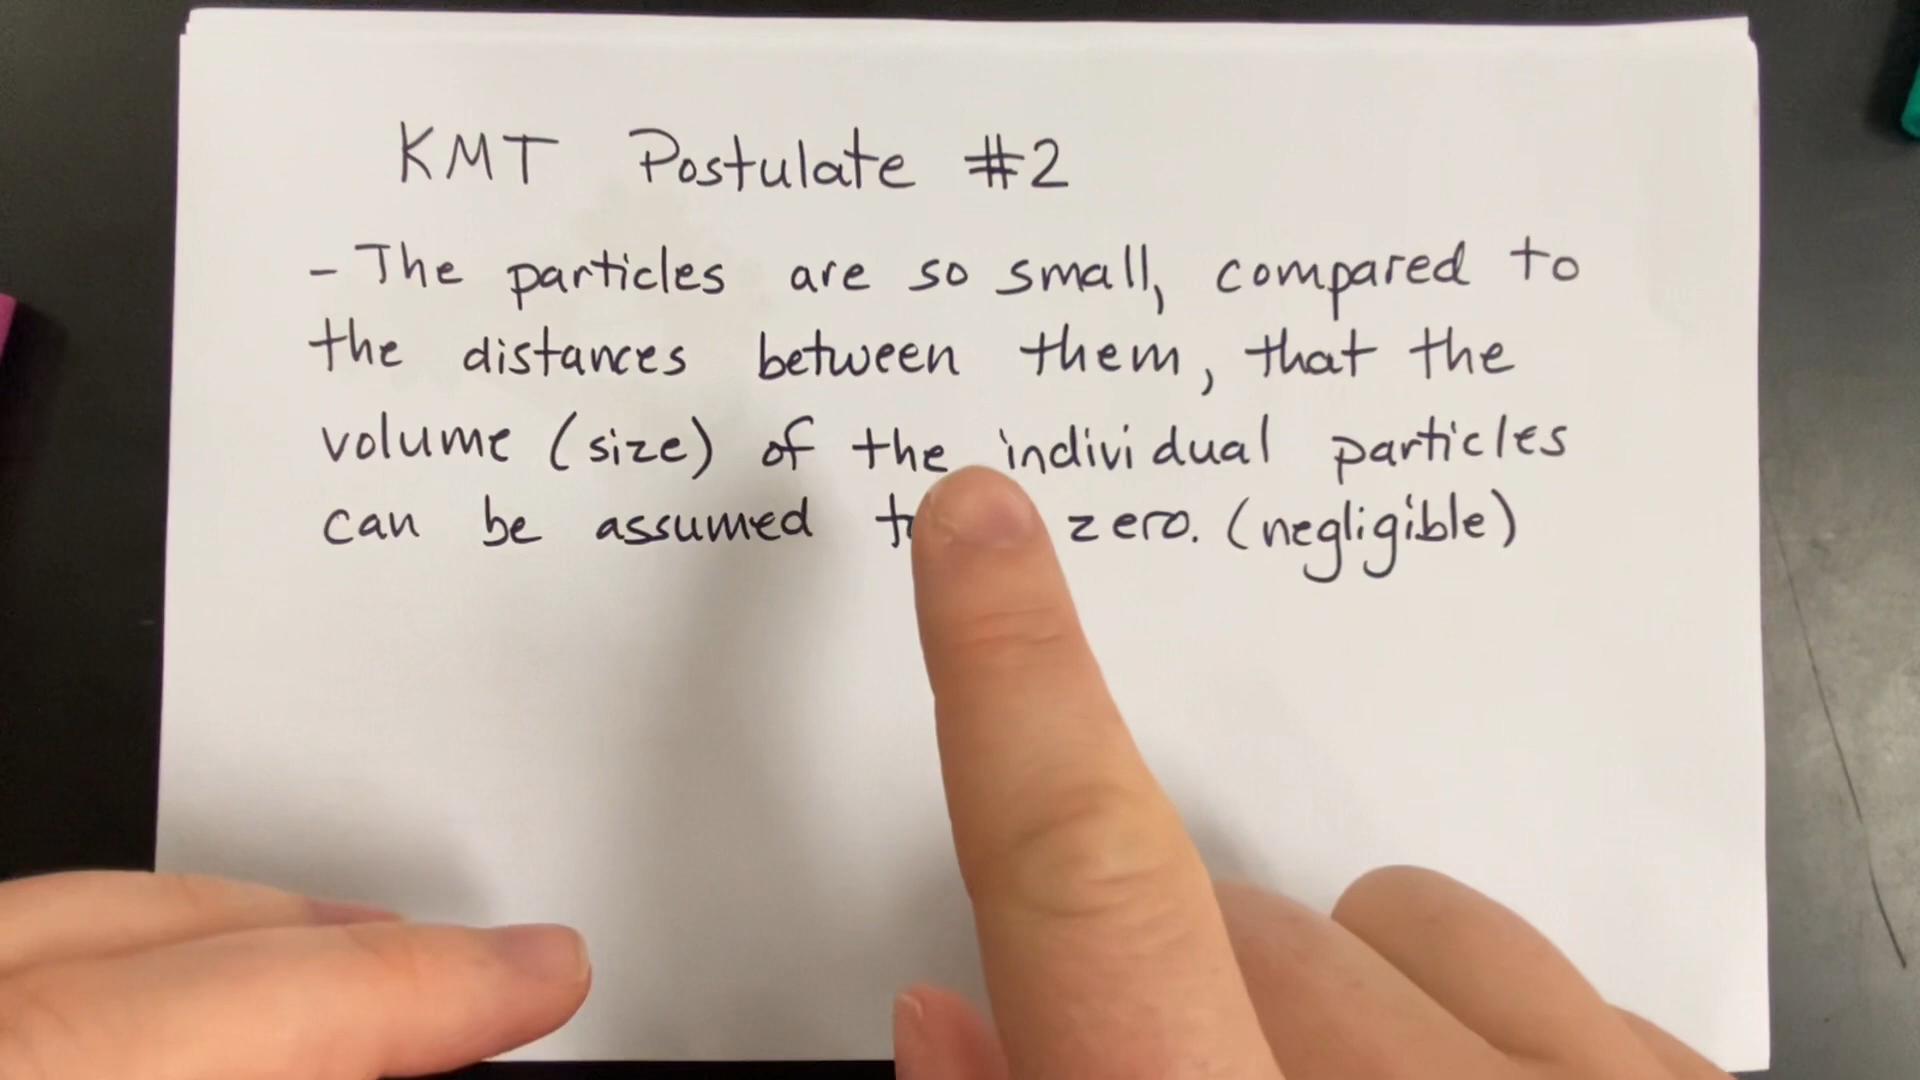 KMT Postulate #2
- The particles are so small, compared to
the distances between them, that the
volume (size) of the individual particles
can be assumed zero. (negligible)